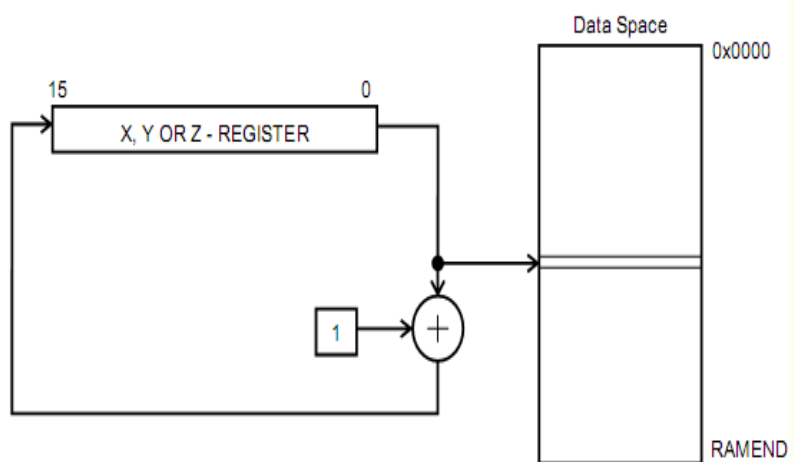 Data Space
0x0000
15 0
X, Y OR Z - REGISTER
1
+
RAMEND